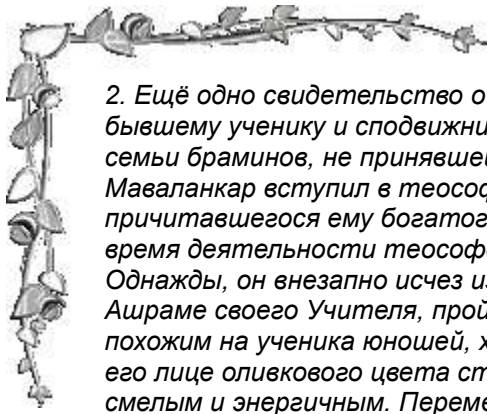 2. Ещё одно свидетельство о
бывшему ученику и сподвижни
семьи браминов, не принявшей
Маваланкар вступил в теософ
причитавшегося ему богатог
время деятельности теософ
Однажды, он внезапно исчез и
Ашраме своего Учителя, прой
похожим на ученика юношей, х
его лице оливкового цвета ст
смелым и энергичным. Переме